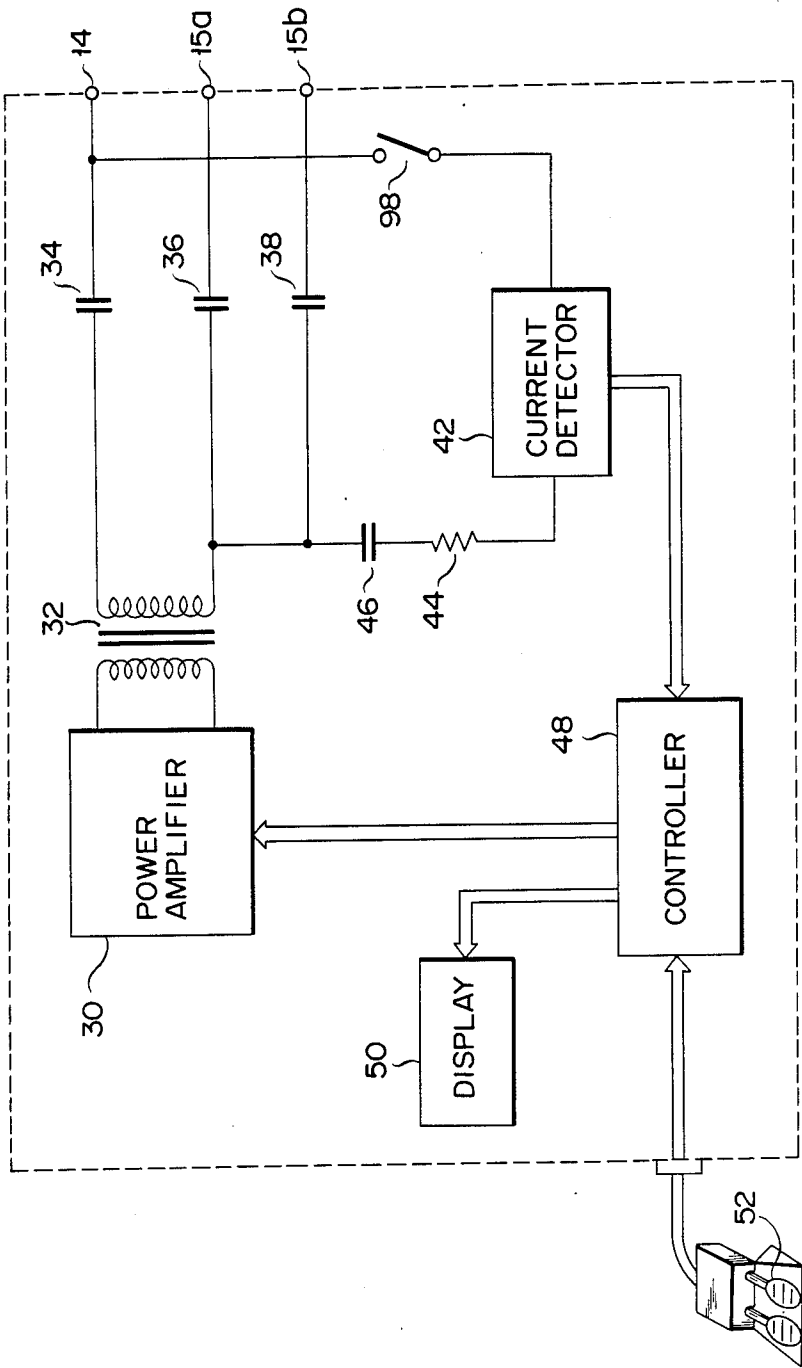 14
15a
15b
34
36
38
98
32
42
CURRENT
DETECTOR
46
44
POWER
AMPLIFIER
30
48
CONTROLLER
50
DISPLAY
52